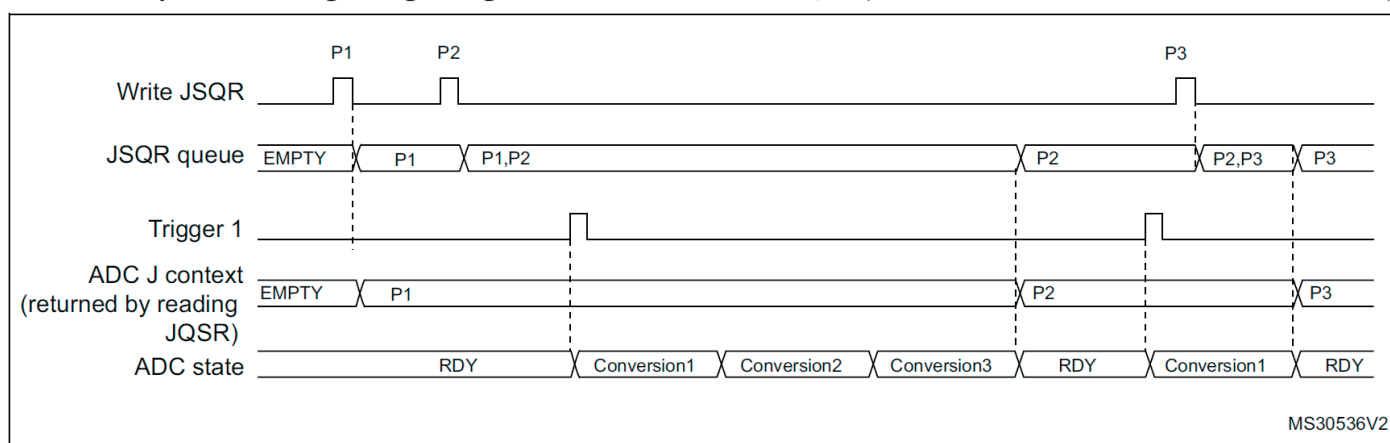 P1 P2 P3
Write JSQR
JSQR queue EMPTY P1 P1,P2 P2 P2,P3 P3
Trigger 1
ADC J context
(returned by reading EMPTY P1 P2 P3
JQSR)
ADC state RDY Conversion1 Conversion2 Conversion3 RDY Conversion1 RDY
MS30536V2